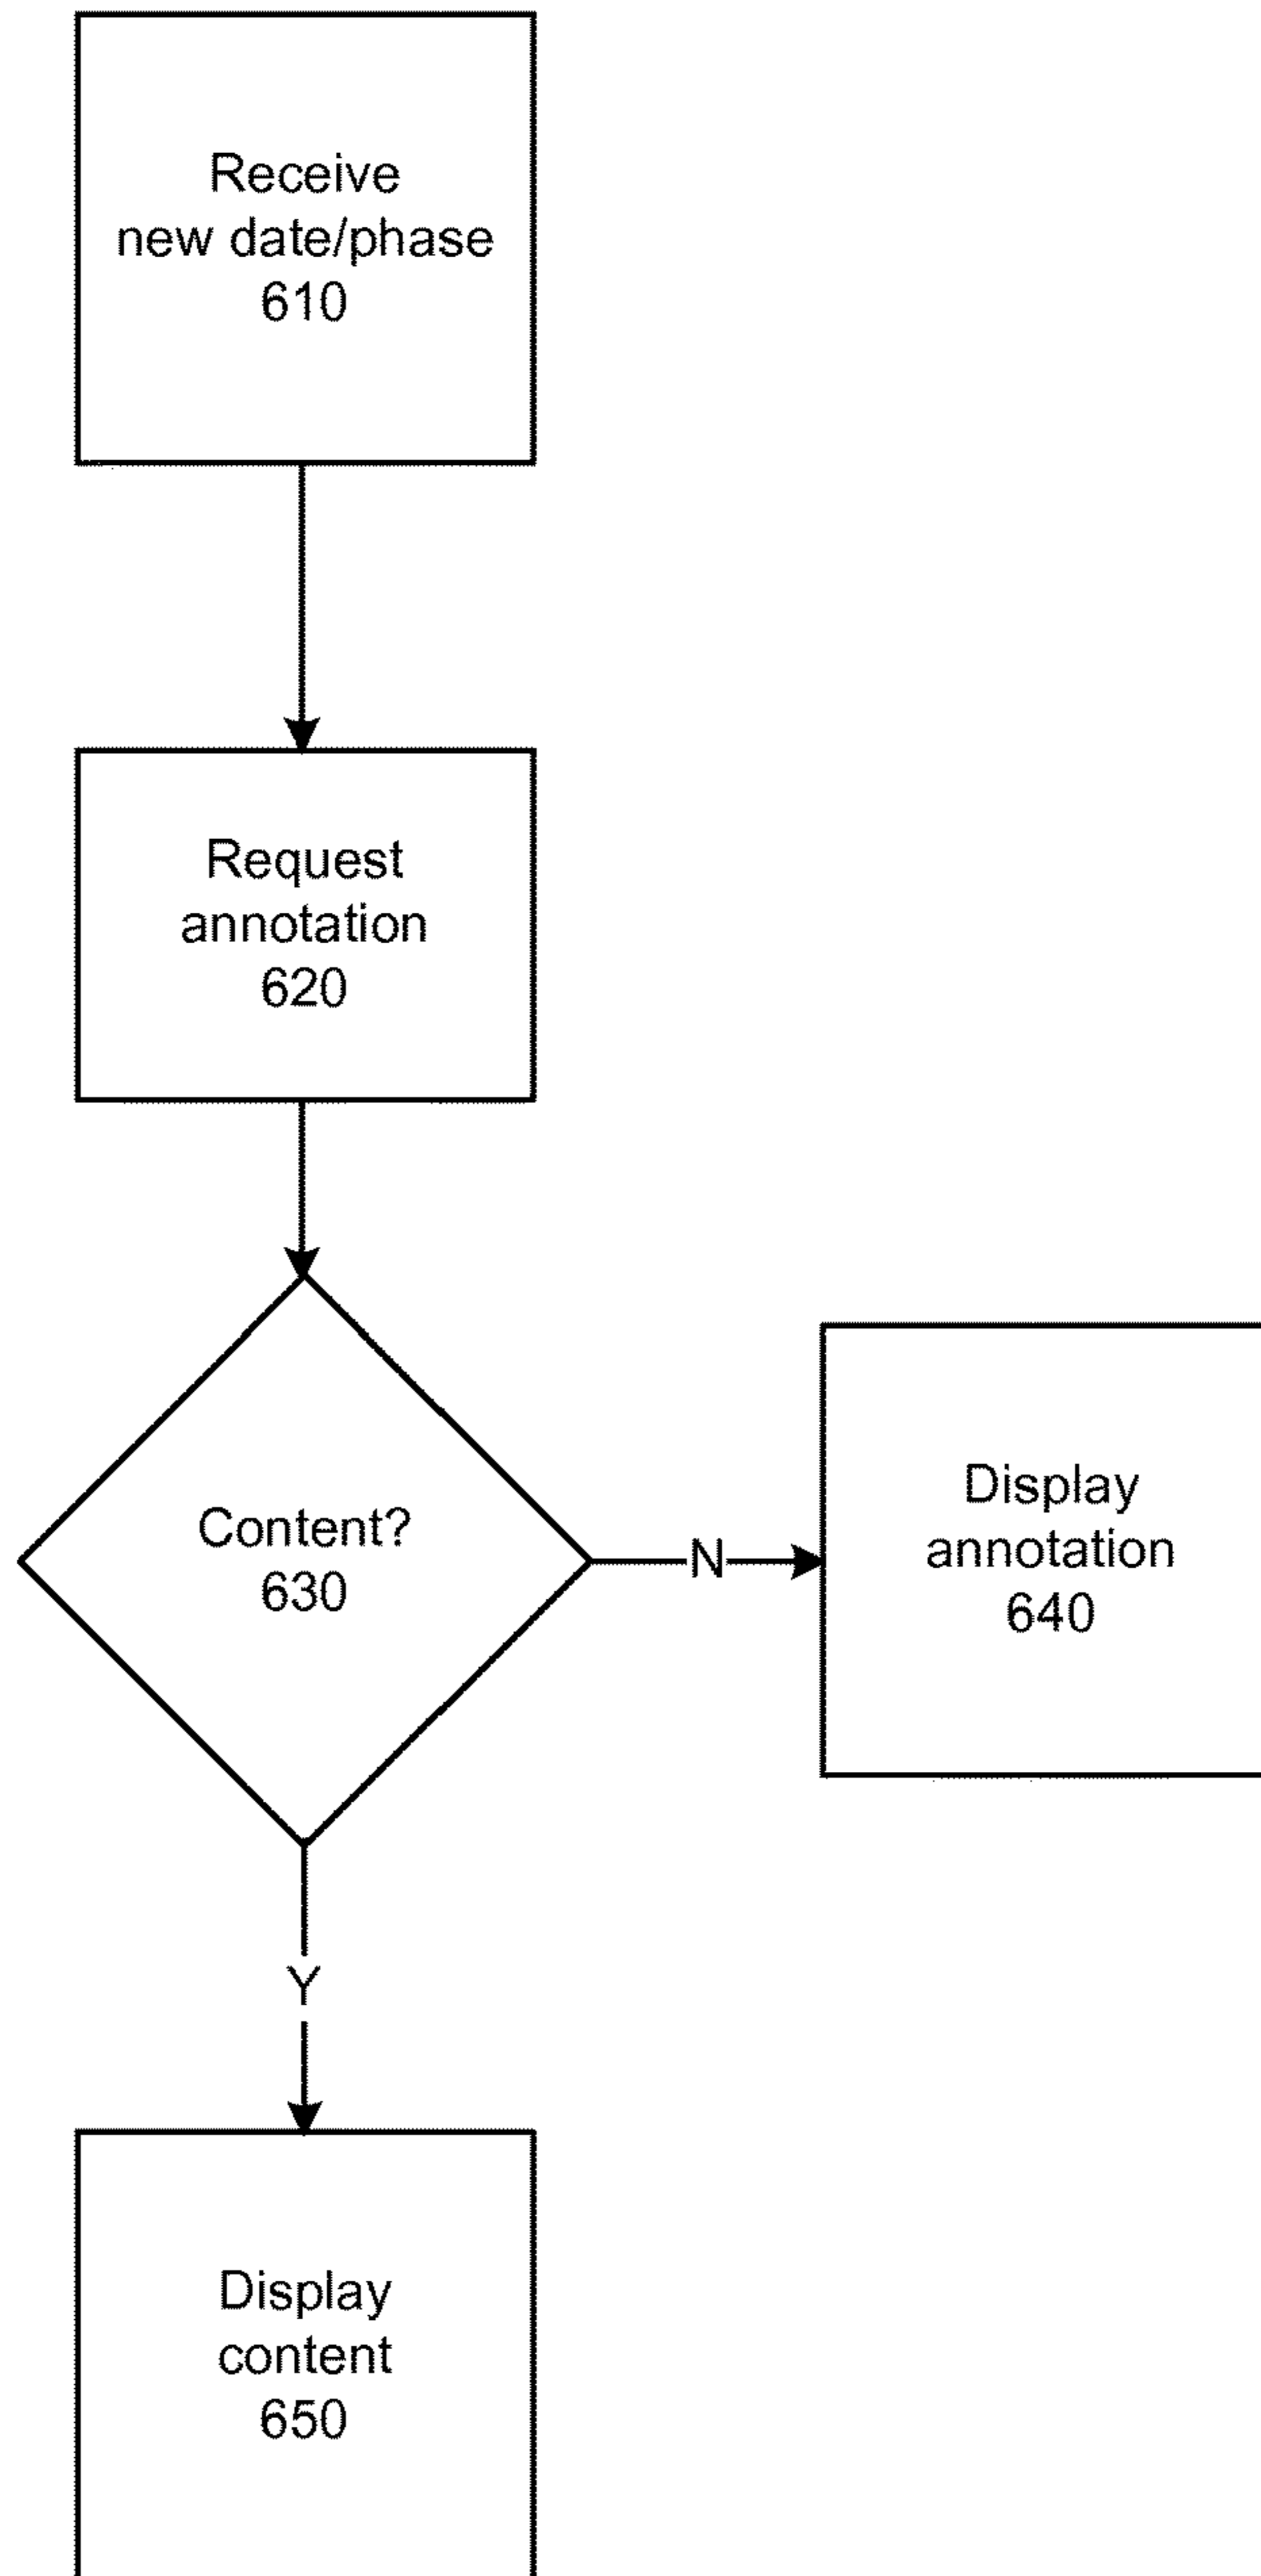 Receive
new date/phase
610
Request
annotation
620
Content?
630
N
Display
annotation
640
Y
Display
content
650